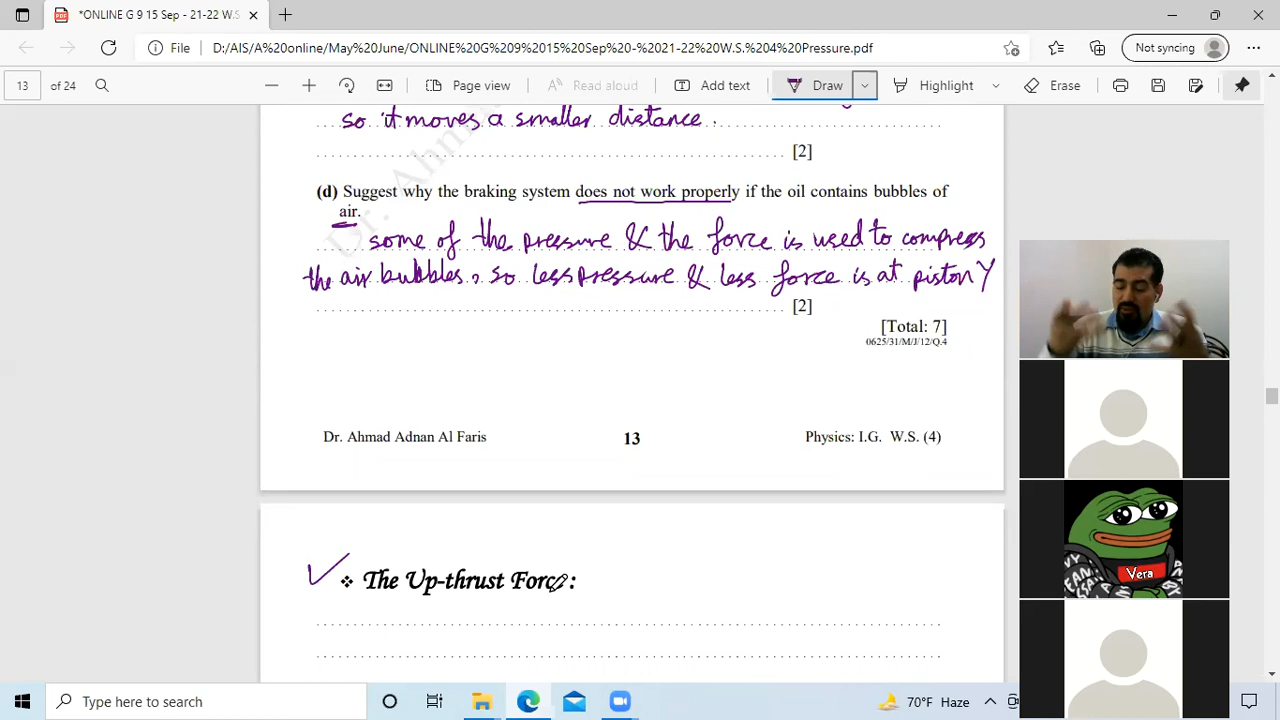 *ONLINE G 9 15 Sep - 21-22 W.S
File D:/AIS/A%20online/May%20June/ONLINE%20G%209%2015%20Sep%20-%2021-22%20W.S.%204%20Pressure.pdf Not syncing
13 of 24 Page view Read aloud Add text Draw Highlight Erase
so it moves a smaller distance.
[2]
(d) Suggest why the braking system does not work properly if the oil contains bubbles of
air.
some of the pressure & the force is used to compress
the air bubbles, so less pressure & less force is at piston Y
[2]
[Total: 7]
0625/31/M/J/12/Q.4
Dr. Ahmad Adnan Al Faris 13 Physics: I.G. W.S. (4)
Vera
❖ The Up-thrust Force:
Type here to search 70°F Haze